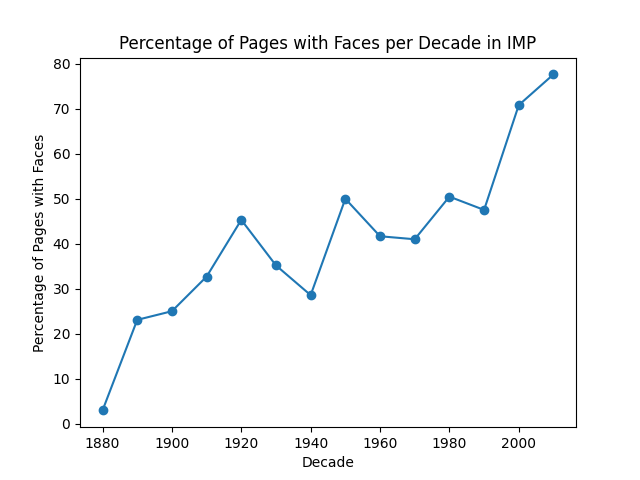 Percentage of Pages with Faces per Decade in IMP
Percentage of Pages with Faces
80
70
60
50
40
30
20
10
0
1880 1900 1920 1940 1960 1980 2000
Decade